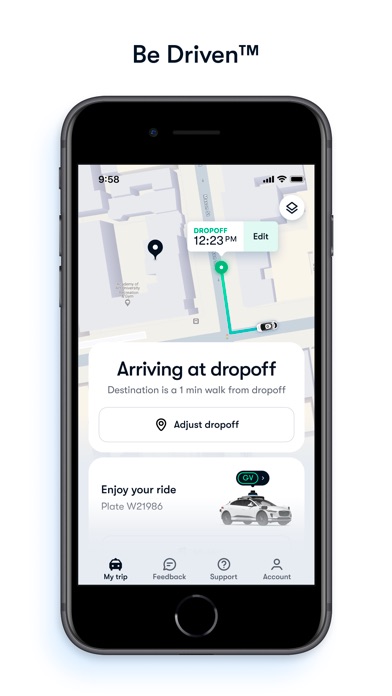 Be Driven™
9:58
DROPOFF
12:23 PM
Edit
Arriving at dropoff
Destination is a 1 min walk from dropoff
Adjust dropoff
Enjoy your ride
Plate W21986
GV ›
My trip
Feedback
Support
Account